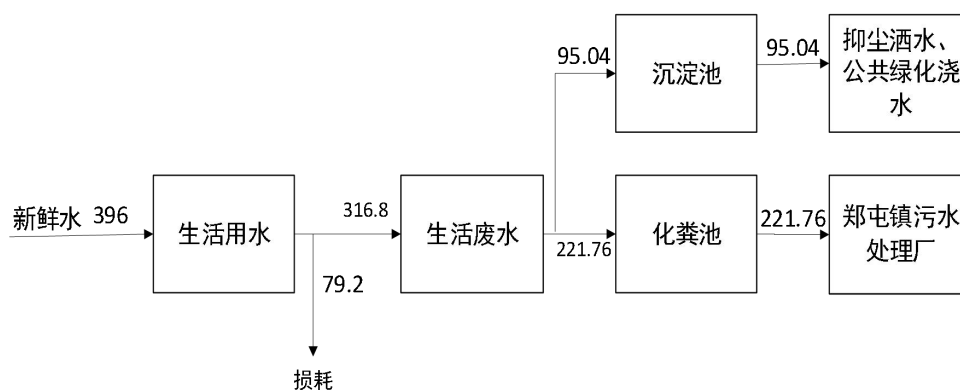 95.04
沉淀池
95.04
抑尘洒水、
公共绿化浇
水
新鲜水 396
生活用水
316.8
79.2
损耗
生活废水
221.76
化粪池
221.76
郑屯镇污水
处理厂